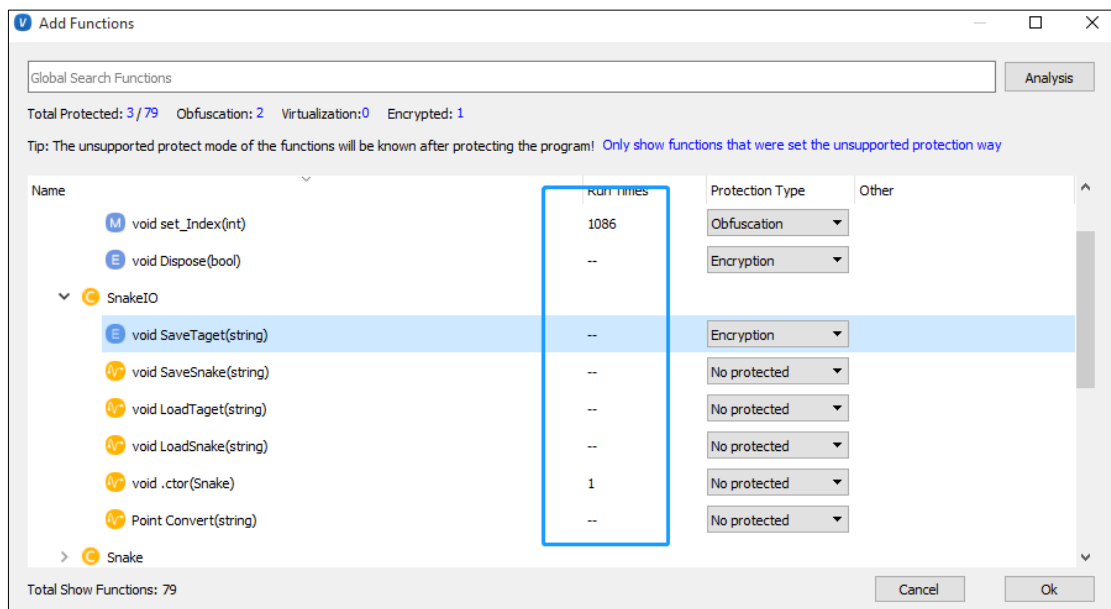 V Add Functions
Global Search Functions
Analysis
Total Protected: 3/79 Obfuscation: 2 Virtualization:0 Encrypted: 1
Tip: The unsupported protect mode of the functions will be known after protecting the program! Only show functions that were set the unsupported protection way
Name Run Times Protection Type Other
M void set_Index(int) 1086 Obfuscation
E void Dispose(bool) -- Encryption
C SnakeIO
E void SaveTaget(string) -- Encryption
void SaveSnake(string) -- No protected
void LoadTaget(string) -- No protected
void LoadSnake(string) -- No protected
void .ctor(Snake) 1 No protected
Point Convert(string) -- No protected
C Snake
Total Show Functions: 79 Cancel Ok